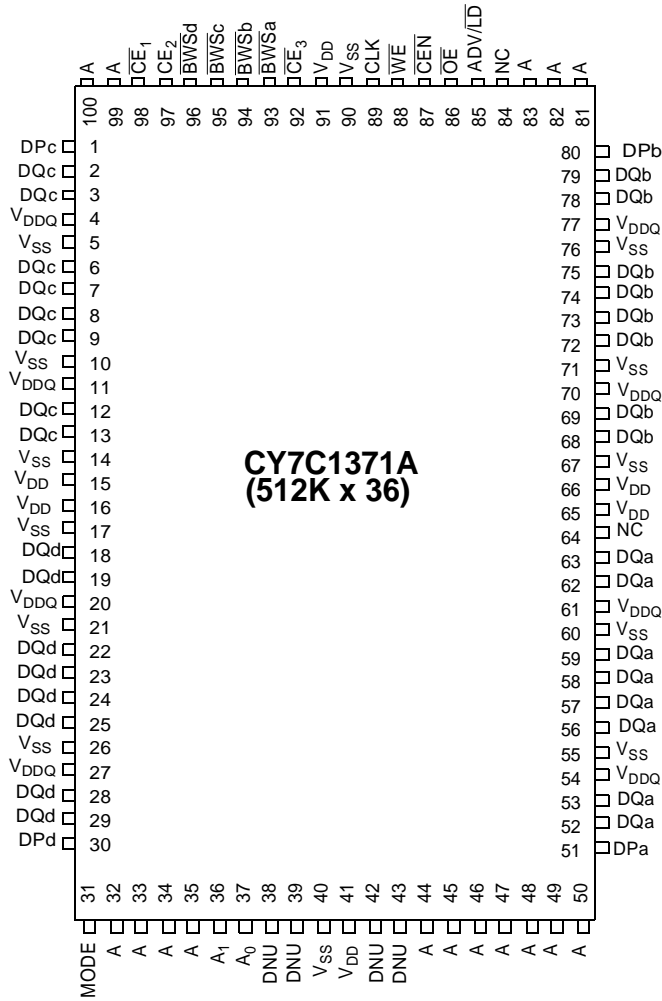 A A CE1 CE2 BWSd BWSc BWSb BWSa CE3 VDD VSS CLK WE CEN OE ADV/LD NC A A A
100 99 98 97 96 95 94 93 92 91 90 89 88 87 86 85 84 83 82 81
DPc 1
DQc 2
DQc 3
VDDQ 4
VSS 5
DQc 6
DQc 7
DQc 8
DQc 9
VSS 10
VDDQ 11
DQc 12
DQc 13
VSS 14
VDD 15
VDD 16
VSS 17
DQd 18
DQd 19
VDDQ 20
VSS 21
DQd 22
DQd 23
DQd 24
DQd 25
VSS 26
VDDQ 27
DQd 28
DQd 29
DPd 30
CY7C1371A
(512K x 36)
80 DPb
79 DQb
78 DQb
77 VDDQ
76 VSS
75 DQb
74 DQb
73 DQb
72 DQb
71 VSS
70 VDDQ
69 DQb
68 DQb
67 VSS
66 VDD
65 VDD
64 NC
63 DQa
62 DQa
61 VDDQ
60 VSS
59 DQa
58 DQa
57 DQa
56 DQa
55 VSS
54 VDDQ
53 DQa
52 DQa
51 DPa
31 32 33 34 35 36 37 38 39 40 41 42 43 44 45 46 47 48 49 50
MODE A A A A A1 A0 DNU DNU VSS VDD DNU DNU A A A A A A A